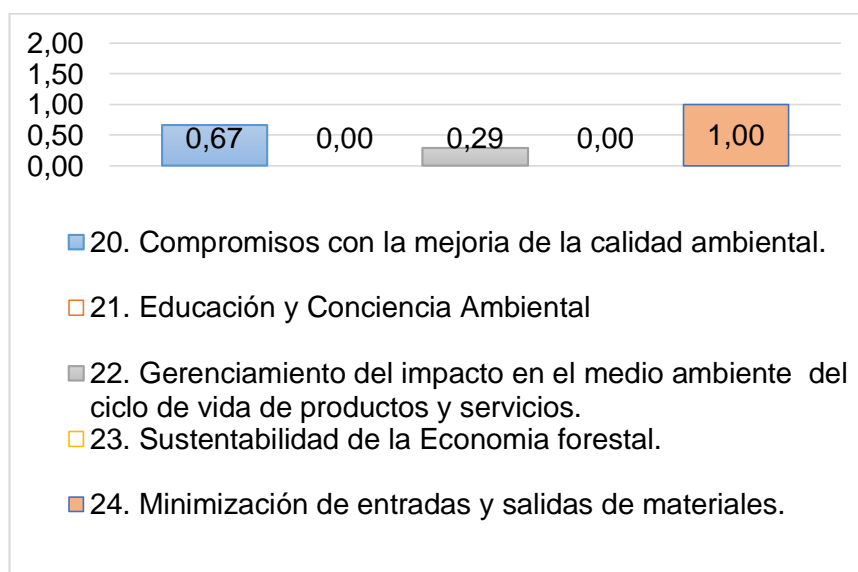 2,00
1,50
1,00
0,50
0,00
0,67 0,00 0,29 0,00 1,00
20. Compromisos con la mejoria de la calidad ambiental.
21. Educación y Conciencia Ambiental
22. Gerenciamiento del impacto en el medio ambiente  del
ciclo de vida de productos y servicios.
23. Sustentabilidad de la Economia forestal.
24. Minimización de entradas y salidas de materiales.